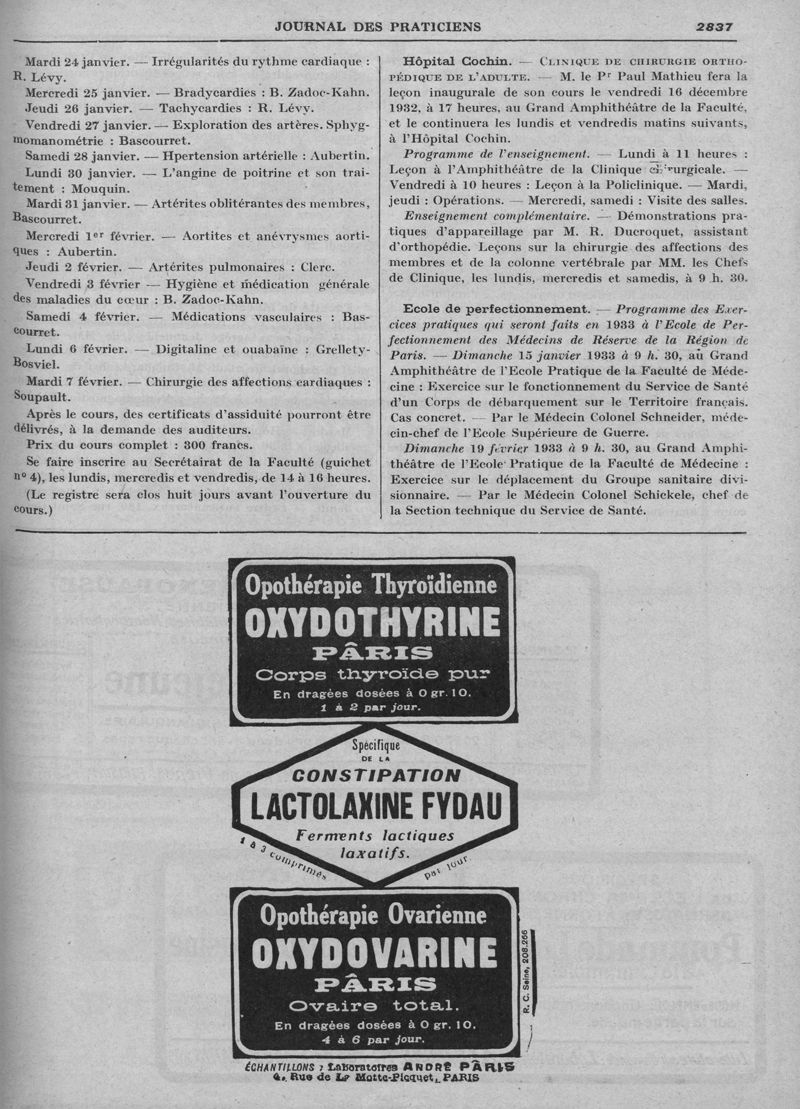 JOURNAL DES PRATICIENS
2837
Mardi 24 janvier. — Irrégularités du rythme cardiaque :
R. Lévy.
Mercredi 25 janvier. — Bradycardies : B. Zadoc-Kahn.
Jeudi 26 janvier. — Tachycardies : R. Lévy.
Vendredi 27 janvier. — Exploration des artères. Sphyg-
momanométrie : Bascourret.
Samedi 28 janvier. — Hpertension artérielle : Aubertin.
Lundi 30 janvier. — L'angine de poitrine et son trai-
tement : Mouquin.
Mardi 31 janvier. — Artérites oblitérantes des membres,
Bascourret.
Mercredi 1er février. — Aortites et anévrysmes aorti-
ques : Aubertin.
Jeudi 2 février. — Artérites pulmonaires : Clerc.
Vendredi 3 février — Hygiène et médication générale
des maladies du cœur : B. Zadoc-Kahn.
Samedi 4 février. — Médications vasculaires : Bas-
courret.
Lundi 6 février. — Digitaline et ouabaïne : Grellety-
Bosviel.
Mardi 7 février. — Chirurgie des affections cardiaques :
Soupault.
Après le cours, des certificats d'assiduité pourront être
délivrés, à la demande des auditeurs.
Prix du cours complet : 300 francs.
Se faire inscrire au Secrétairat de la Faculté (guichet
n° 4), les lundis, mercredis et vendredis, de 14 à 16 heures.
(Le registre sera clos huit jours avant l'ouverture du
cours.)
Hôpital Cochin. — CLINIQUE DE CHIRURGIE ORTHO-
PÉDIQUE DE L'ADULTE. — M. le Pr Paul Mathieu fera la
leçon inaugurale de son cours le vendredi 16 décembre
1932, à 17 heures, au Grand Amphithéâtre de la Faculté,
et le continuera les lundis et vendredis matins suivants,
à l'Hôpital Cochin.
Programme de l'enseignement. — Lundi à 11 heures :
Leçon à l'Amphithéâtre de la Clinique chirurgicale. —
Vendredi à 10 heures : Leçon à la Policlinique. — Mardi,
jeudi : Opérations. — Mercredi, samedi : Visite des salles.
Enseignement complémentaire. — Démonstrations pra-
tiques d'appareillage par M. R. Ducroquet, assistant
d'orthopédie. Leçons sur la chirurgie des affections des
membres et de la colonne vertébrale par MM. les Chefs
de Clinique, les lundis, mercredis et samedis, à 9 h. 30.
Ecole de perfectionnement. — Programme des Exer-
cices pratiques qui seront faits en 1933 à l'Ecole de Per-
fectionnement des Médecins de Réserve de la Région de
Paris. — Dimanche 15 janvier 1933 à 9 h. 30, au Grand
Amphithéâtre de l'Ecole Pratique de la Faculté de Méde-
cine : Exercice sur le fonctionnement du Service de Santé
d'un Corps de débarquement sur le Territoire français.
Cas concret. — Par le Médecin Colonel Schneider, méde-
cin-chef de l'Ecole Supérieure de Guerre.
Dimanche 19 février 1933 à 9 h. 30, au Grand Amphi-
théâtre de l'Ecole Pratique de la Faculté de Médecine :
Exercice sur le déplacement du Groupe sanitaire divi-
sionnaire. — Par le Médecin Colonel Schickele, chef de
la Section technique du Service de Santé.
Opothérapie Thyroïdienne
OXYDOTHYRINE
PÂRIS
Corps thyroïde pur
En dragées dosées à 0 gr. 10.
1 à 2 par jour.
Spécifique
DE LA
CONSTIPATION
LACTOLAXINE FYDAU
Ferments lactiques
laxatifs.
1 à 3 comprimés par jour.
Opothérapie Ovarienne
OXYDOVARINE
PÂRIS
Ovaire total.
En dragées dosées à 0 gr. 10.
4 à 6 par jour.
R. C. Seine, 208.266
ÉCHANTILLONS : Laboratoires ANDRÉ PÂRIS
4, Rue de La Motte-Picquet, PARIS